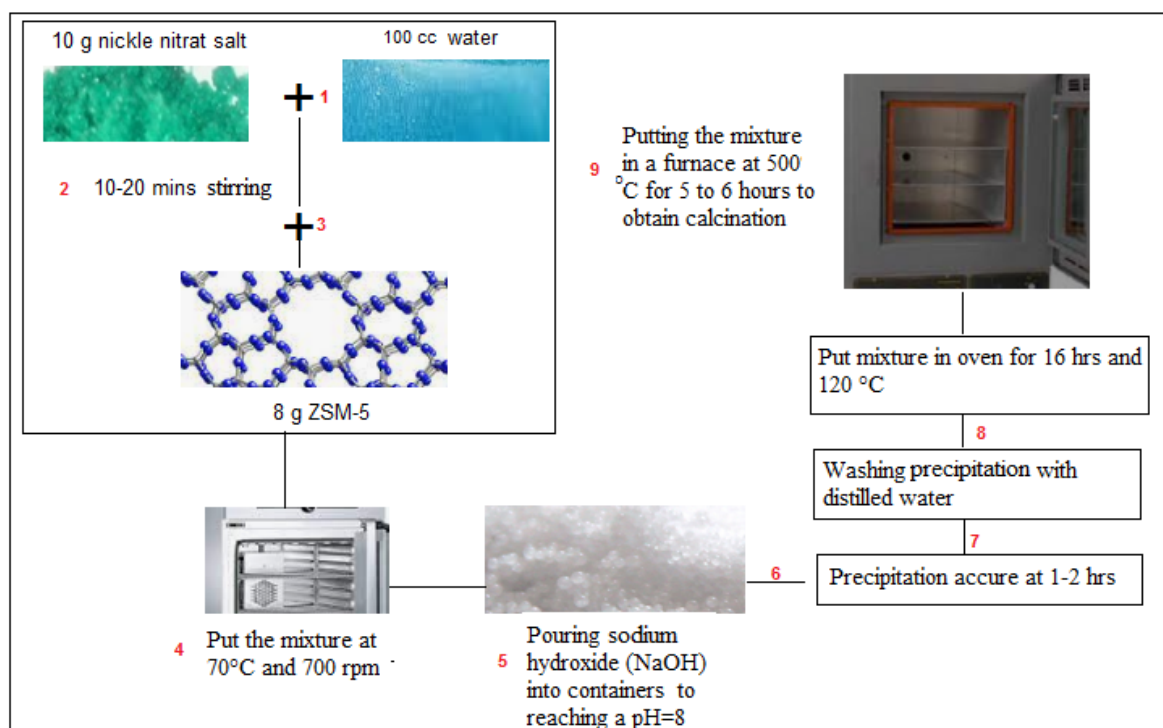 10 g nickle nitrat salt
100 cc water
1
2 10-20 mins stirring
3
8 g ZSM-5
4 Put the mixture at
70°C and 700 rpm
5 Pouring sodium
hydroxide (NaOH)
into containers to
reaching a pH=8
6
Precipitation accure at 1-2 hrs
7
Washing precipitation with
distilled water
8
Put mixture in oven for 16 hrs and
120 °C
9 Putting the mixture
in a furnace at 500
°C for 5 to 6 hours to
obtain calcination